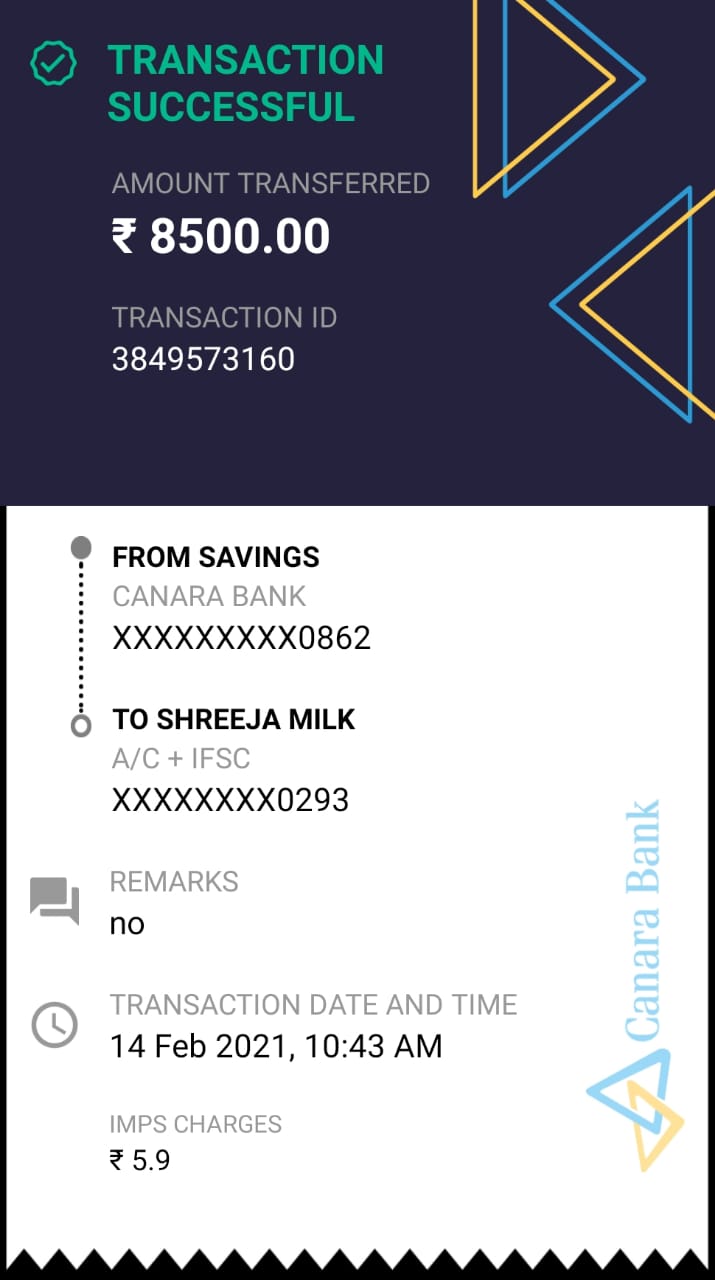 TRANSACTION
SUCCESSFUL
AMOUNT TRANSFERRED
₹ 8500.00
TRANSACTION ID
3849573160
FROM SAVINGS
CANARA BANK
XXXXXXXXX0862
TO SHREEJA MILK
A/C + IFSC
XXXXXXXX0293
REMARKS
no
TRANSACTION DATE AND TIME
14 Feb 2021, 10:43 AM
IMPS CHARGES
₹ 5.9
Canara Bank